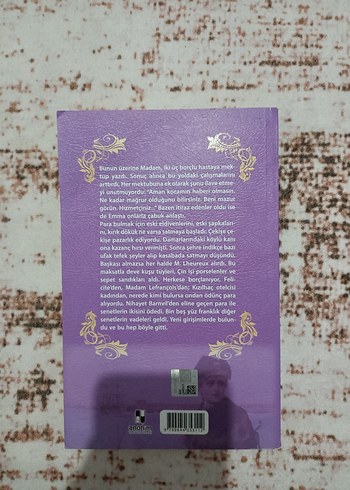 Bunun üzerine Madam, iki üç borçlu hastaya mek-
tup yazdı. Sonuç alınca bu yoldaki çalışmalarını
arttırdı. Her mektubuna ek olarak şunu ilave etme-
yi unutmuyordu: "Aman kocamın haberi olmasın.
Ne kadar mağrur olduğunu bilirsiniz. Beni mazur
görün. Hizmetçiniz..." Bazen itiraz edenler oldu ise
de Emma onlarla çabuk anlaştı.
Para bulmak için eski eldivenlerini, eski şapkaları-
nı, kırık dökük ne varsa satmaya başladı. Çekişe çe-
kişe pazarlık ediyordu. Damarlarındaki köylü kanı
ona kazanç hırsı vermişti. Sonra şehre indikçe bazı
ufak tefek şeyler alıp kasabada satmayı düşündü.
Başkası almazsa her halde M. Lheureux alırdı. Bu
maksatla deve kuşu tüyleri, Çin işi porselenler ve
sepet sandıkları aldı. Herkese borçlanıyor, Feli-
cite'den, Madam Lefrançois'dan; Kızılhaç otelcisi
kadından, nerede kimi bulursa ondan ödünç para
alıyordu. Nihayet Barnvil'den eline geçen para ile
senetlerin ikisini ödedi. Bin beş yüz franklık diğer
senetlerin vadeleri geldi. Yeni girişimlerde bulun-
du ve bu hep böyle gitti.